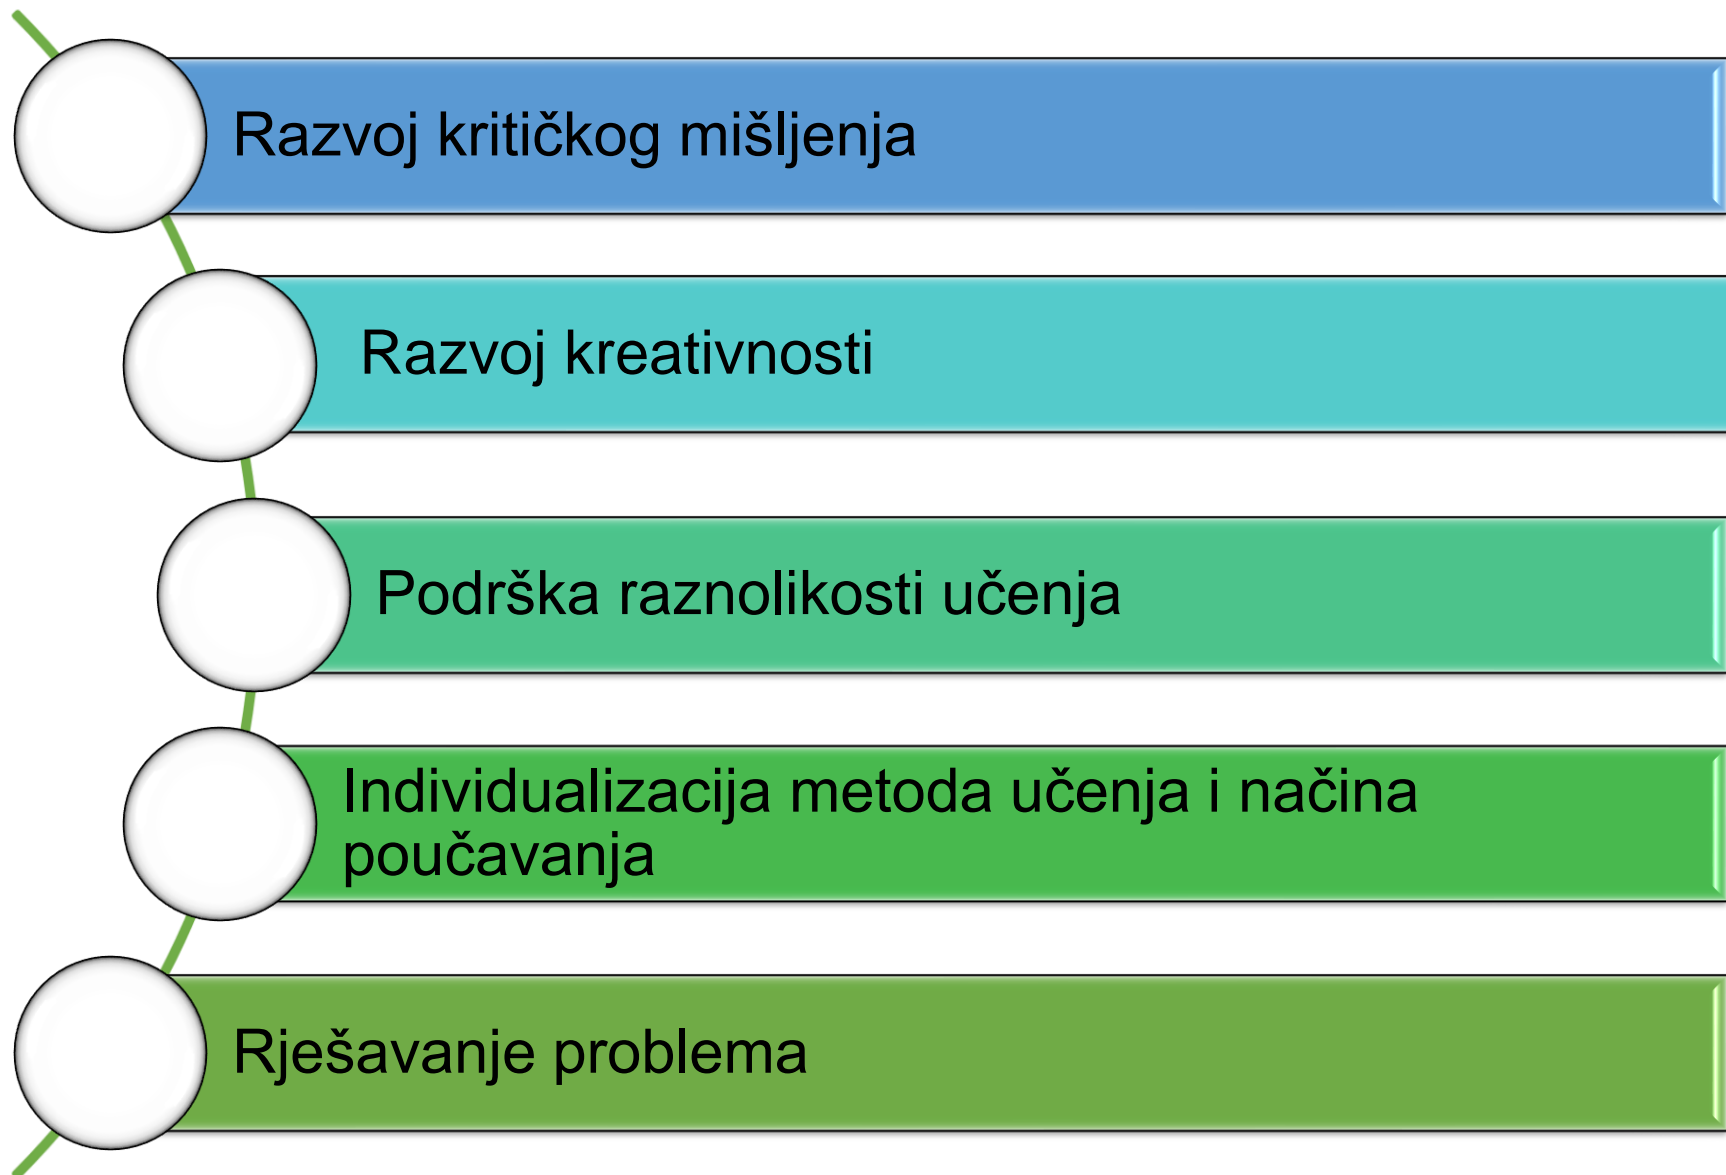 Razvoj kritičkog mišljenja
Razvoj kreativnosti
Podrška raznolikosti učenja
Individualizacija metoda učenja i načina
poučavanja
Rješavanje problema